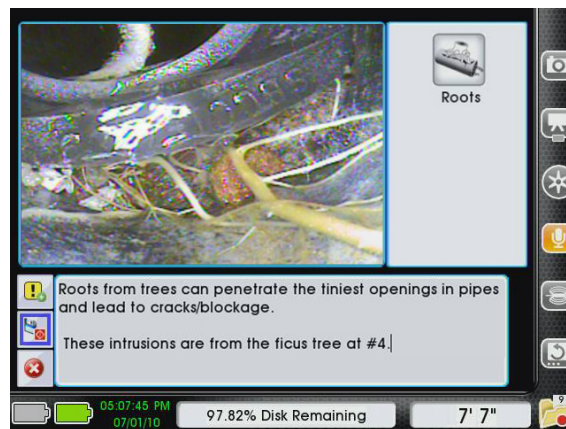 Roots
Roots from trees can penetrate the tiniest openings in pipes
and lead to cracks/blockage.
These intrusions are from the ficus tree at #4.
05:07:45 PM
07/01/10
97.82% Disk Remaining
7' 7"
9